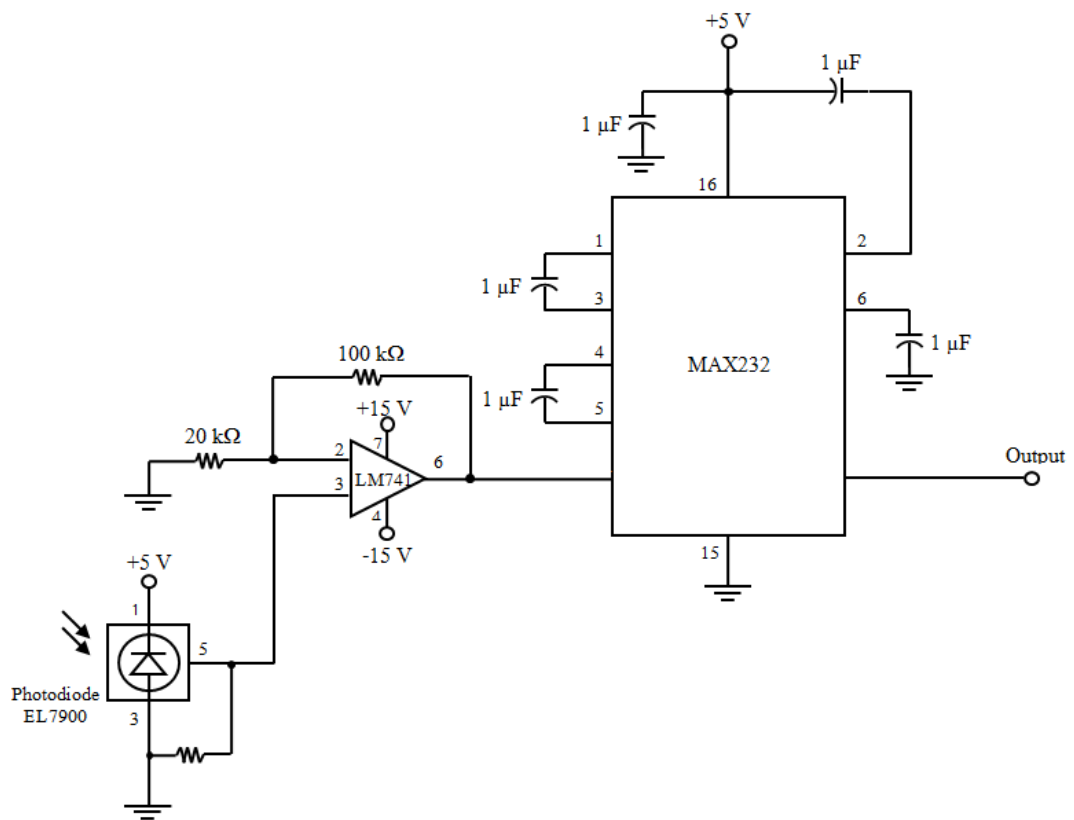 +5 V
1 µF
1 µF
16
1
2
1 µF
3
6
1 µF
4
MAX232
100 kΩ
1 µF
5
+15 V
20 kΩ
7
2
6
LM741
3
4
Output
-15 V
15
+5 V
1
5
Photodiode
EL7900
3